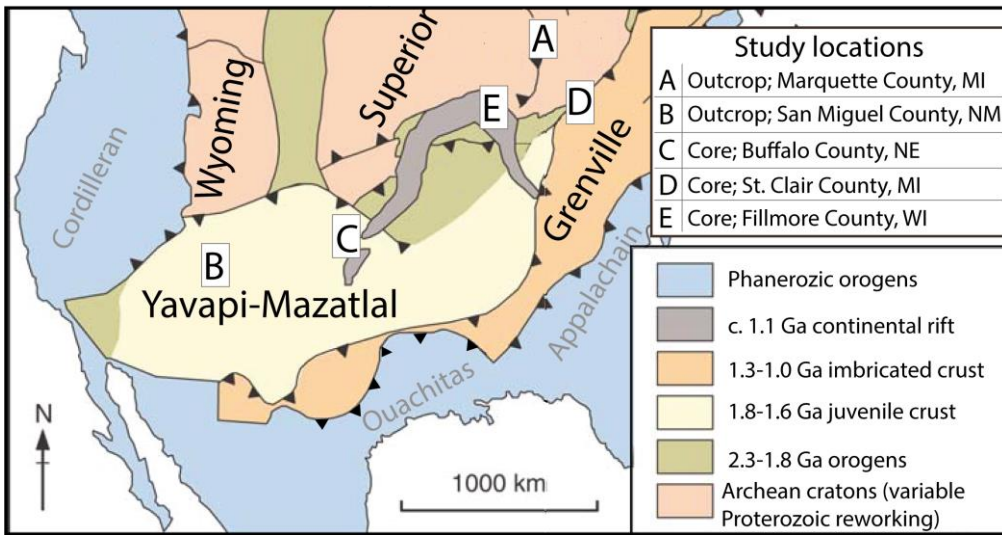 Study locations
A Outcrop; Marquette County, MI
B Outcrop; San Miguel County, NM
C Core; Buffalo County, NE
D Core; St. Clair County, MI
E Core; Fillmore County, WI
A
Superior
E
D
Wyoming
Cordilleran
Grenville
C
B
Yavapi-Mazatlal
Appalachain
Ouachitas
N
1000 km
Phanerozic orogens
c. 1.1 Ga continental rift
1.3-1.0 Ga imbricated crust
1.8-1.6 Ga juvenile crust
2.3-1.8 Ga orogens
Archean cratons (variable
Proterozoic reworking)